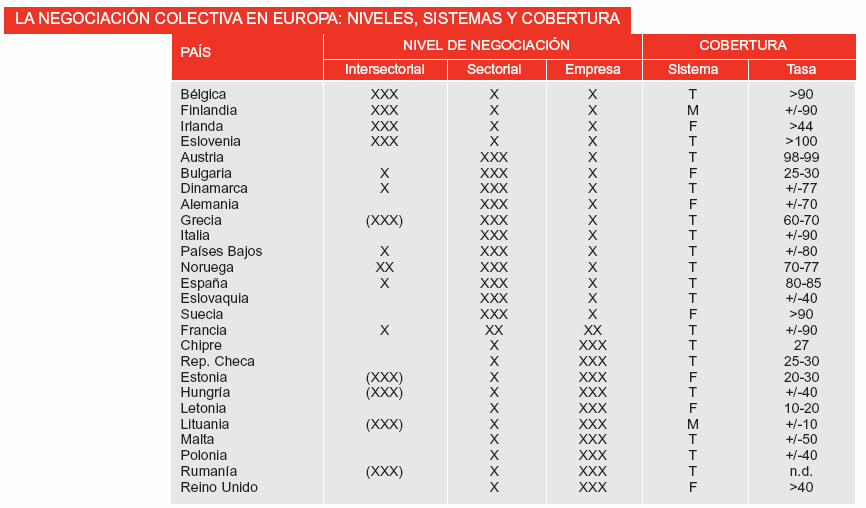 LA NEGOCIACIÓN COLECTIVA EN EUROPA: NIVELES, SISTEMAS Y COBERTURA
PAÍS NIVEL DE NEGOCIACIÓN COBERTURA
Intersectorial Sectorial Empresa Sistema Tasa
Bélgica XXX X X T >90
Finlandia XXX X X M +/-90
Irlanda XXX X X F >44
Eslovenia XXX X X T >100
Austria XXX X T 98-99
Bulgaria X XXX X F 25-30
Dinamarca X XXX X T +/-77
Alemania XXX X F +/-70
Grecia (XXX) XXX X T 60-70
Italia XXX X T +/-90
Países Bajos X XXX X T +/-80
Noruega XX XXX X T 70-77
España X XXX X T 80-85
Eslovaquia XXX X T +/-40
Suecia XXX X F >90
Francia X XX XX T +/-90
Chipre X XXX T 27
Rep. Checa X XXX T 25-30
Estonia (XXX) X XXX F 20-30
Hungría (XXX) X XXX T +/-40
Letonia X XXX F 10-20
Lituania (XXX) X XXX M +/-10
Malta X XXX T +/-50
Polonia X XXX T +/-40
Rumanía (XXX) X XXX T n.d.
Reino Unido X XXX F >40